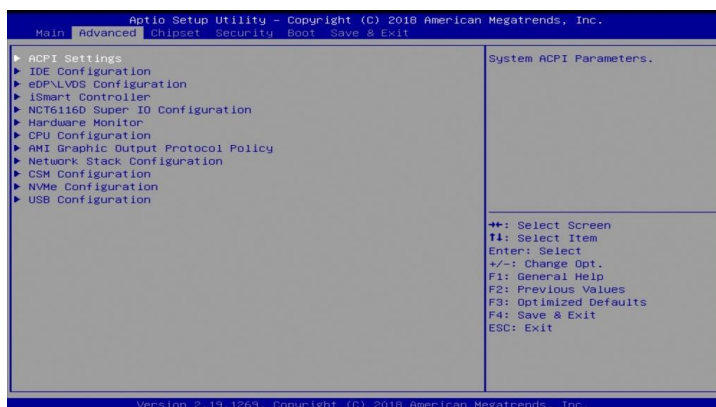 Aptio Setup Utility – Copyright (C) 2018 American Megatrends, Inc.
Main Advanced Chipset Security Boot Save & Exit
ACPI Settings
IDE Configuration
eDP\LVDS Configuration
iSmart Controller
NCT6116D Super IO Configuration
Hardware Monitor
CPU Configuration
AMI Graphic Output Protocol Policy
Network Stack Configuration
CSM Configuration
NVMe Configuration
USB Configuration
System ACPI Parameters.
→←: Select Screen
↑↓: Select Item
Enter: Select
+/-: Change Opt.
F1: General Help
F2: Previous Values
F3: Optimized Defaults
F4: Save & Exit
ESC: Exit
Version 2.19.1269. Copyright (C) 2018 American Megatrends, Inc.